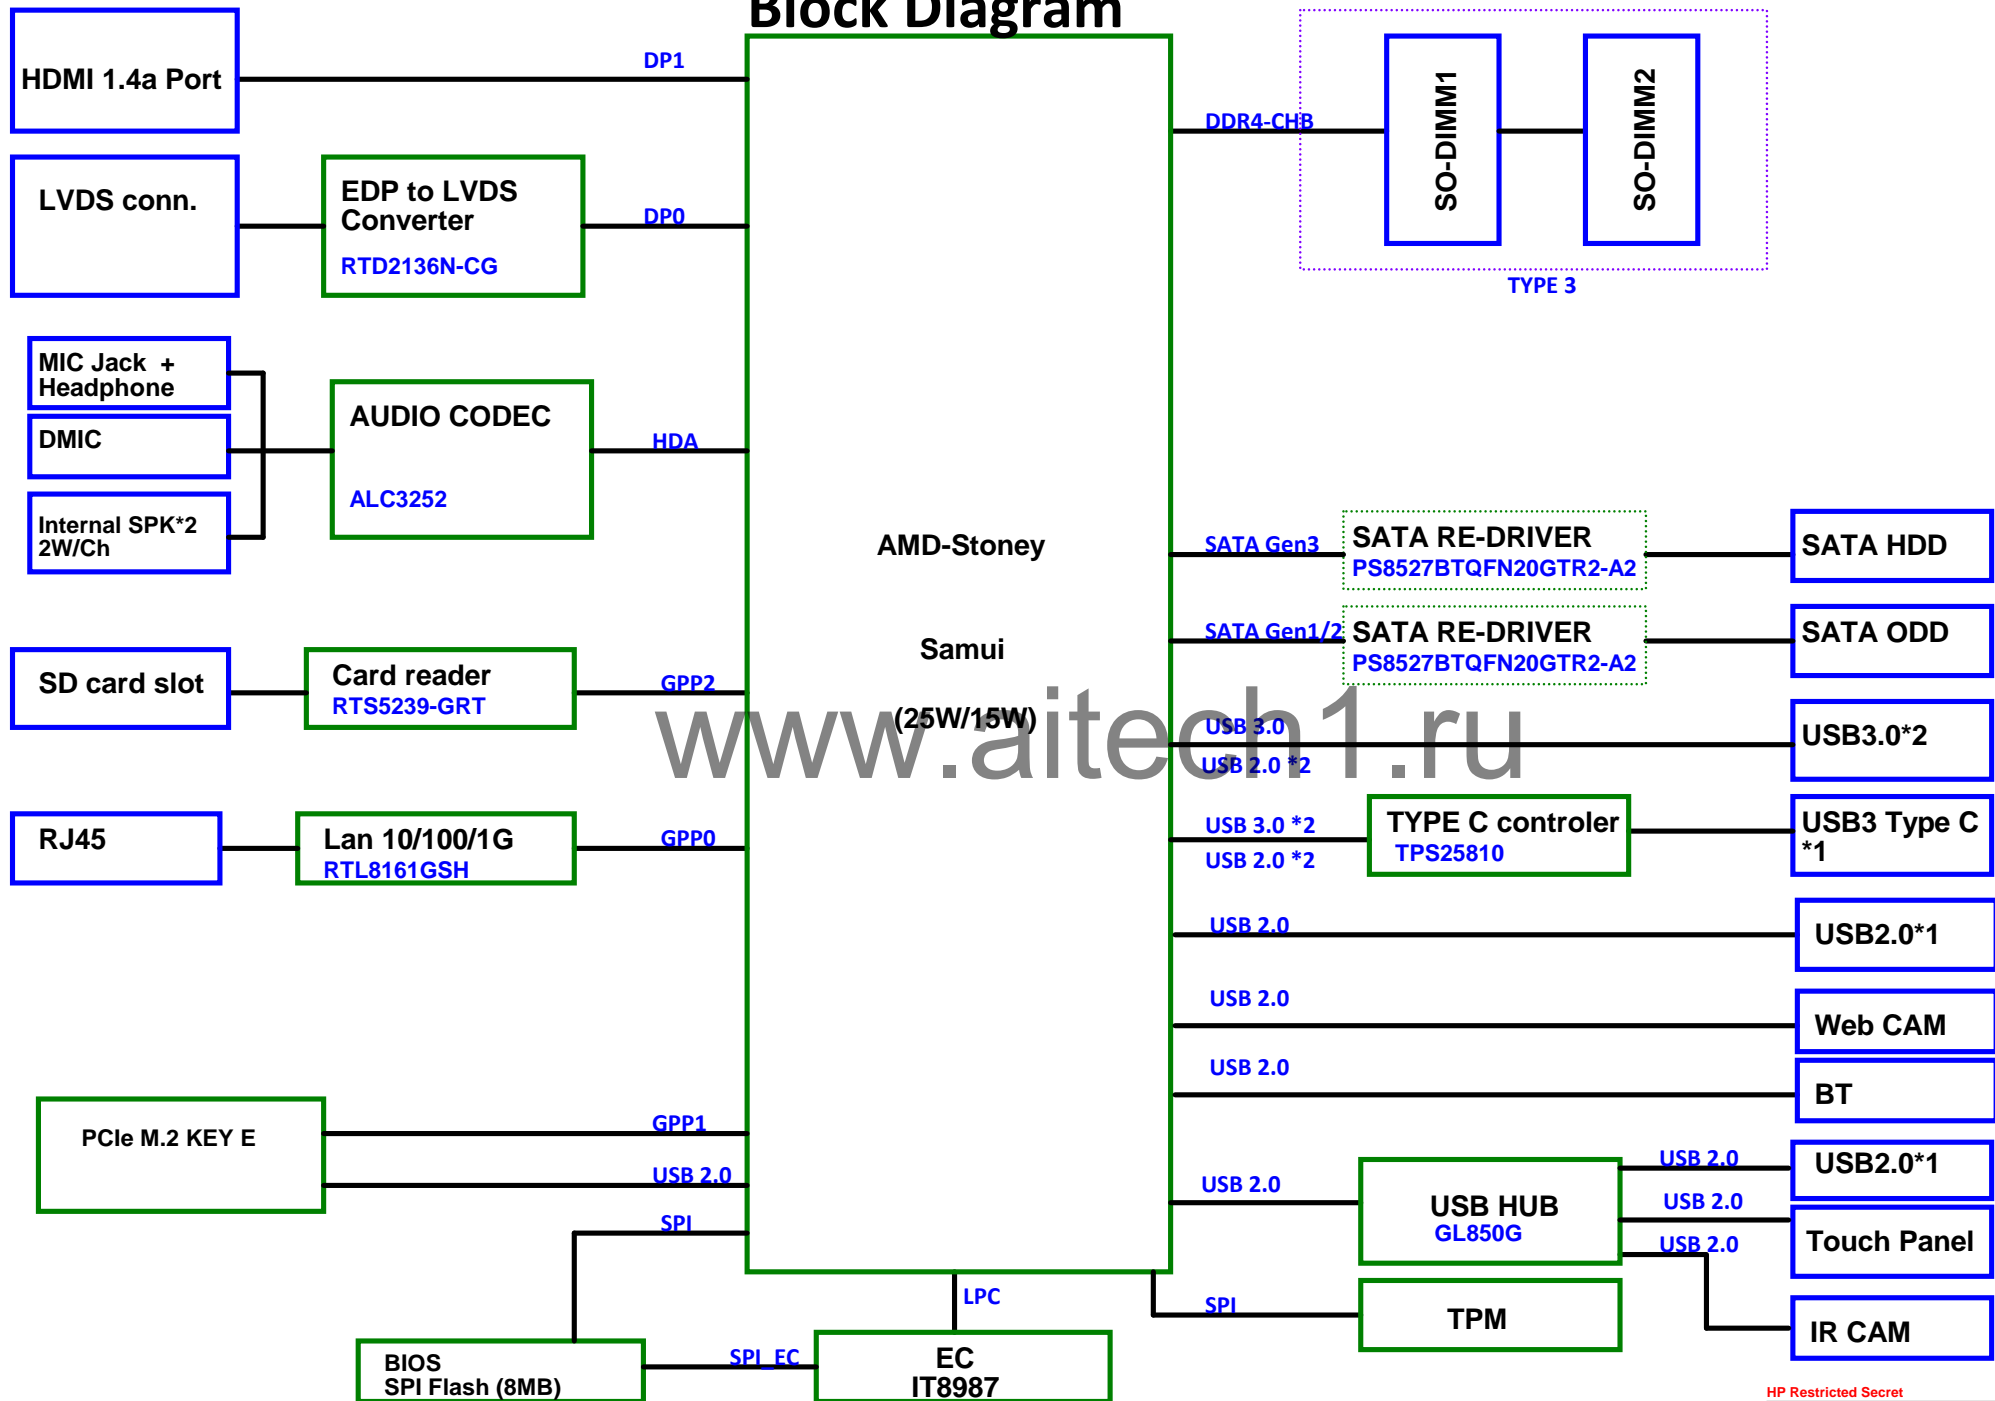 Block Diagram
HDMI 1.4a Port
DP1
LVDS conn.
EDP to LVDS
Converter
RTD2136N-CG
DP0
MIC Jack +
Headphone
DMIC
Internal SPK*2
2W/Ch
AUDIO CODEC
ALC3252
HDA
SD card slot
Card reader
RTS5239-GRT
GPP2
RJ45
Lan 10/100/1G
RTL8161GSH
GPP0
PCIe M.2 KEY E
GPP1
USB 2.0
SPI
BIOS
SPI Flash (8MB)
SPI_EC
EC
IT8987
LPC
AMD-Stoney
Samui
(25W/15W)
www.aitech1.ru
DDR4-CHB
SO-DIMM1
SO-DIMM2
TYPE 3
SATA Gen3
SATA RE-DRIVER
PS8527BTQFN20GTR2-A2
SATA HDD
SATA Gen1/2
SATA RE-DRIVER
PS8527BTQFN20GTR2-A2
SATA ODD
USB 3.0
USB 2.0 *2
USB3.0*2
USB 3.0 *2
USB 2.0 *2
TYPE C controler
TPS25810
USB3 Type C
*1
USB 2.0
USB2.0*1
USB 2.0
Web CAM
USB 2.0
BT
USB 2.0
USB HUB
GL850G
USB 2.0
USB2.0*1
USB 2.0
Touch Panel
USB 2.0
IR CAM
SPI
TPM
HP Restricted Secret